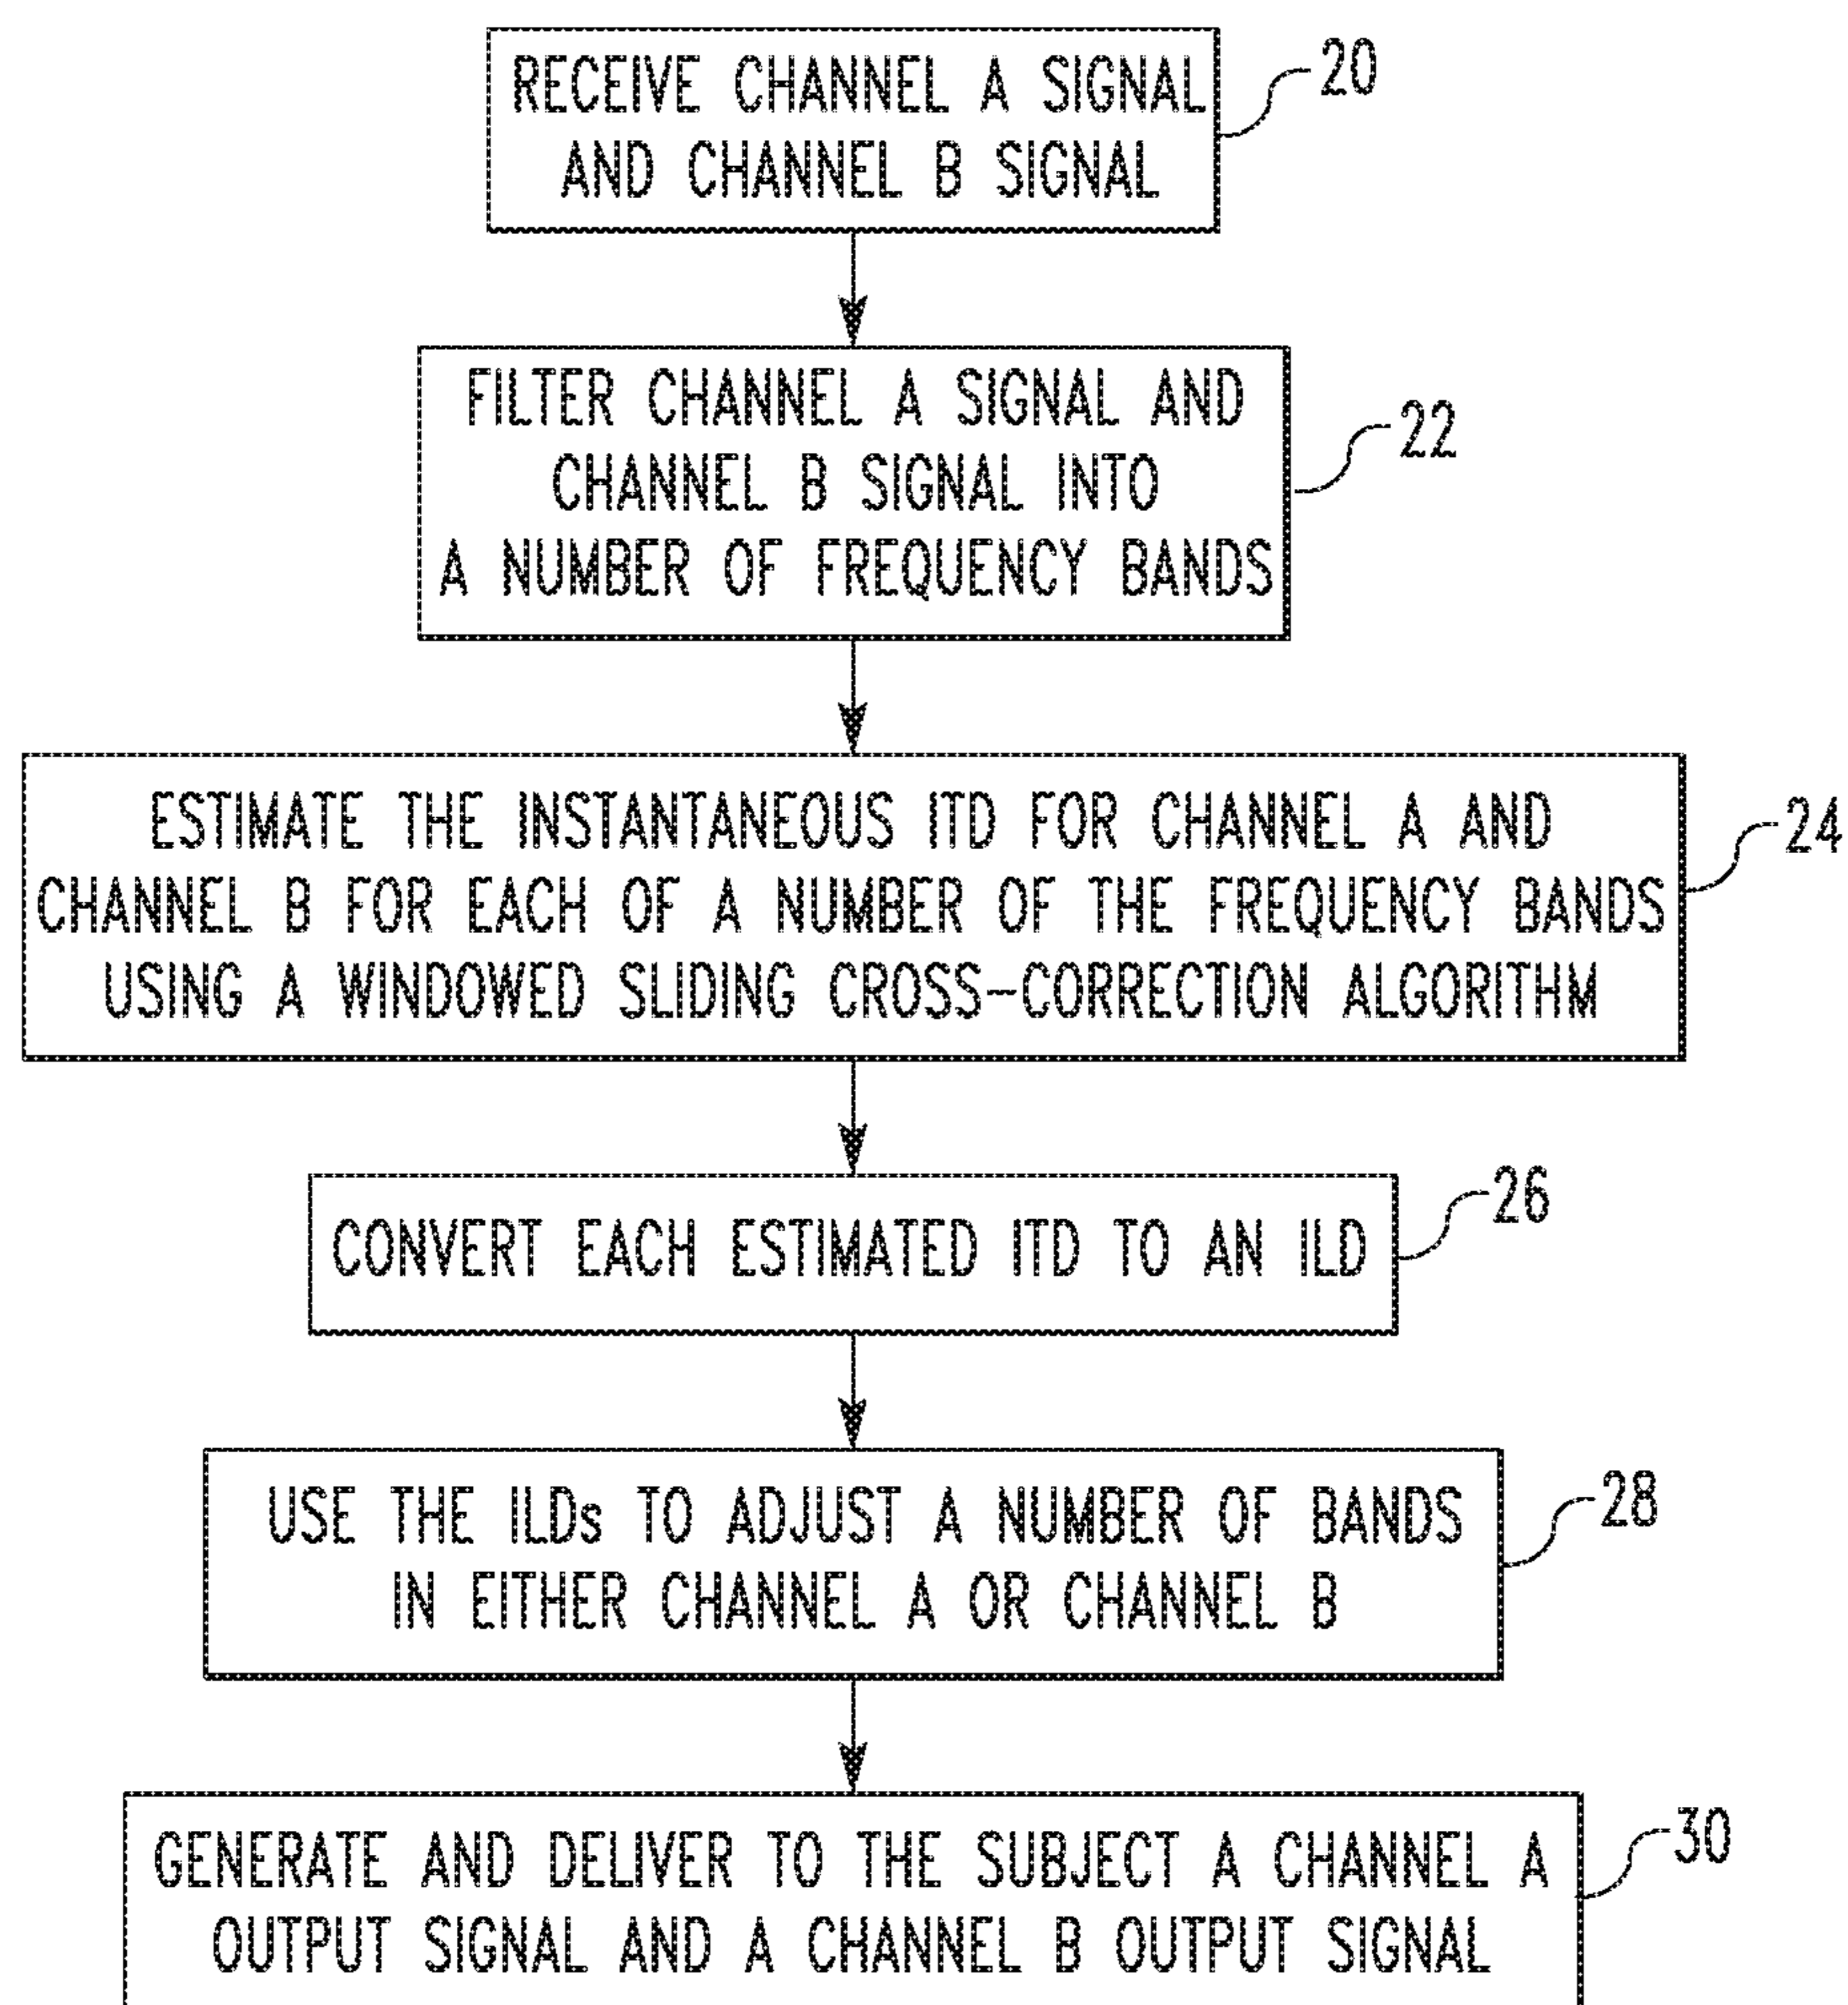 RECEIVE CHANNEL A SIGNAL
AND CHANNEL B SIGNAL
20
FILTER CHANNEL A SIGNAL AND
CHANNEL B SIGNAL INTO
A NUMBER OF FREQUENCY BANDS
22
ESTIMATE THE INSTANTANEOUS ITD FOR CHANNEL A AND
CHANNEL B FOR EACH OF A NUMBER OF THE FREQUENCY BANDS
USING A WINDOWED SLIDING CROSS-CORRECTION ALGORITHM
24
CONVERT EACH ESTIMATED ITD TO AN ILD
26
USE THE ILDs TO ADJUST A NUMBER OF BANDS
IN EITHER CHANNEL A OR CHANNEL B
28
GENERATE AND DELIVER TO THE SUBJECT A CHANNEL A
OUTPUT SIGNAL AND A CHANNEL B OUTPUT SIGNAL
30